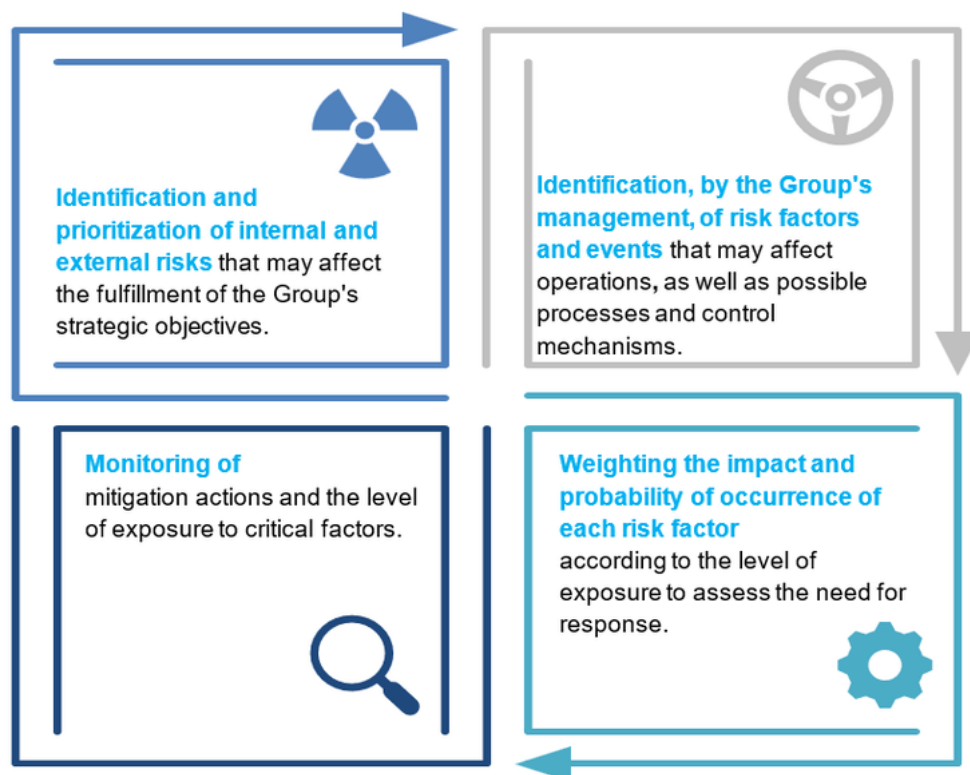 Identification and
prioritization of internal and
external risks that may affect
the fulfillment of the Group's
strategic objectives.
Identification, by the Group's
management, of risk factors
and events that may affect
operations, as well as possible
processes and control
mechanisms.
Monitoring of
mitigation actions and the level
of exposure to critical factors.
Weighting the impact and
probability of occurrence of
each risk factor
according to the level of
exposure to assess the need for
response.